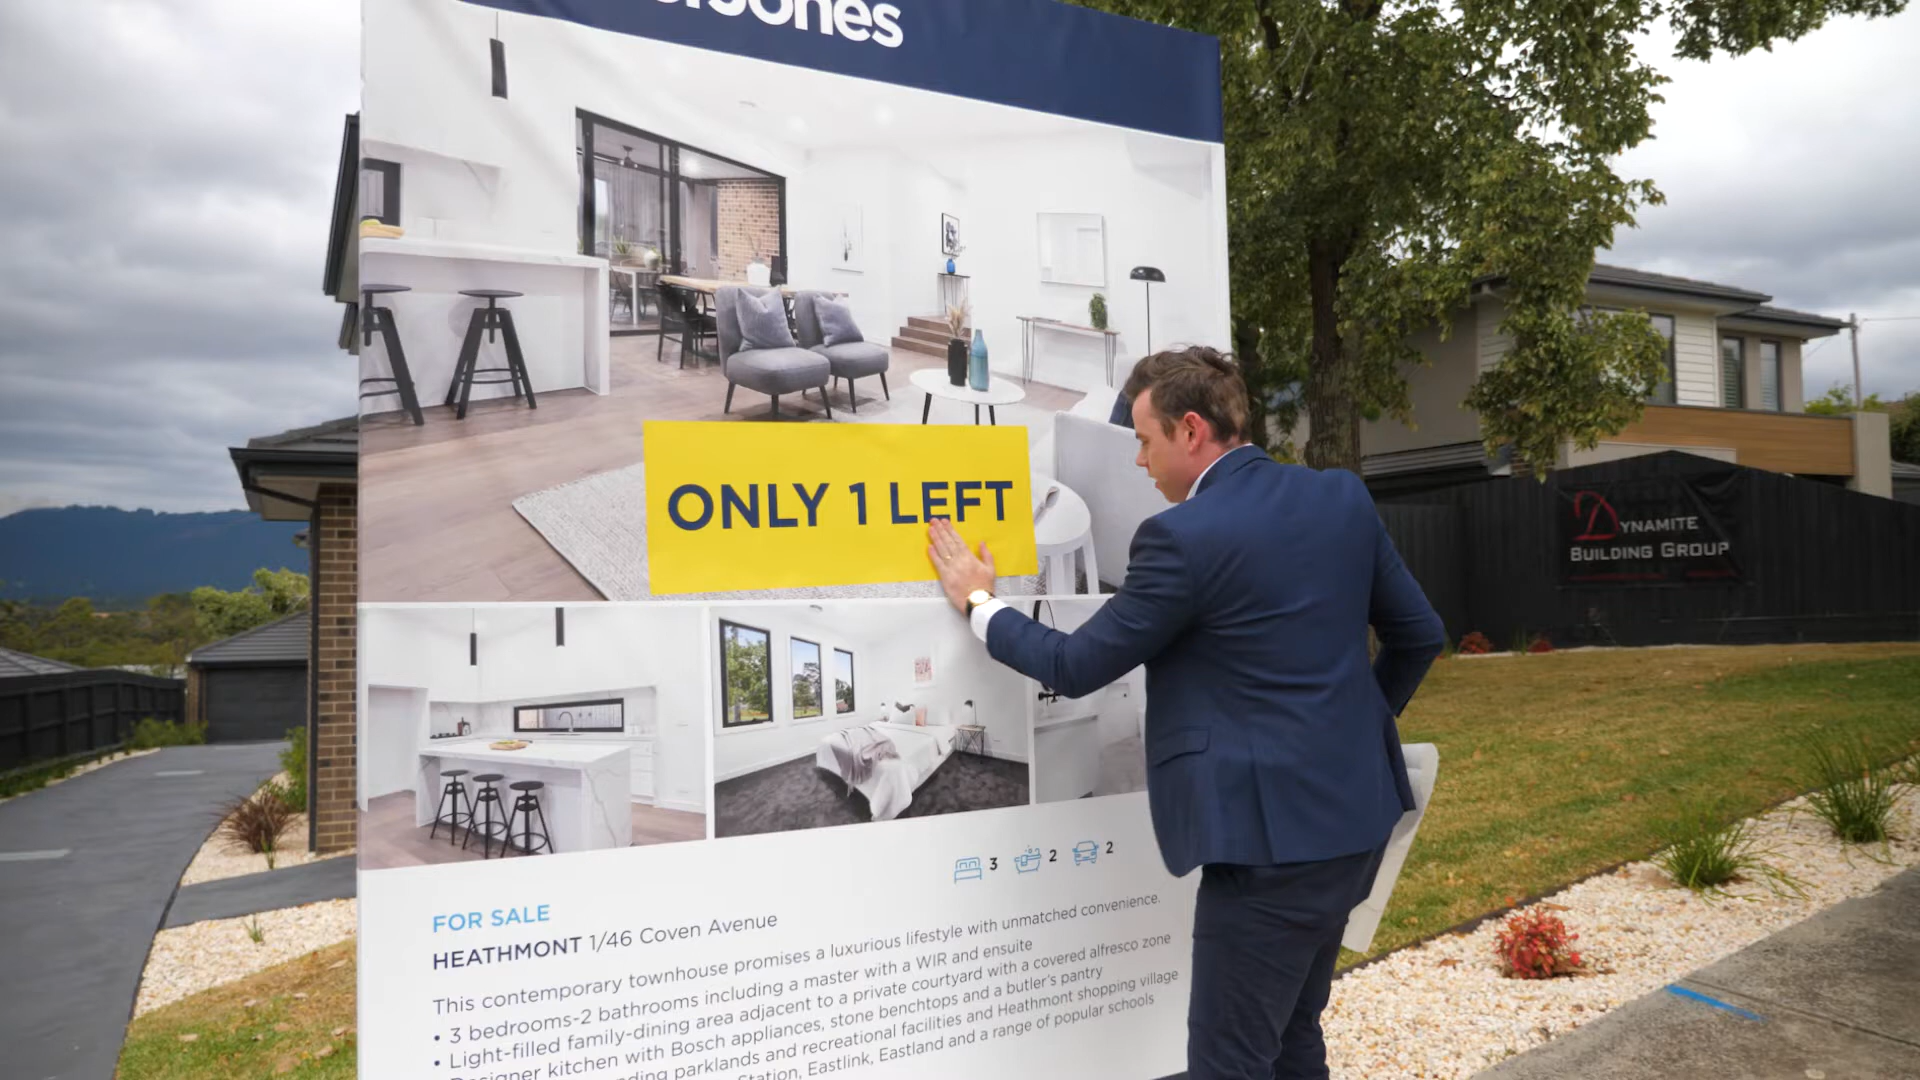 ONLY 1 LEFT
DYNAMITE
BUILDING GROUP
3 2 2
FOR SALE
HEATHMONT 1/46 Coven Avenue
This contemporary townhouse promises a luxurious lifestyle with unmatched convenience.
• 3 bedrooms-2 bathrooms including a master with a WIR and ensuite
• Light-filled family-dining area adjacent to a private courtyard with a covered alfresco zone
Designer kitchen with Bosch appliances, stone benchtops and a butler's pantry
parklands and recreational facilities and Heathmont shopping village
Station, Eastlink, Eastland and a range of popular schools